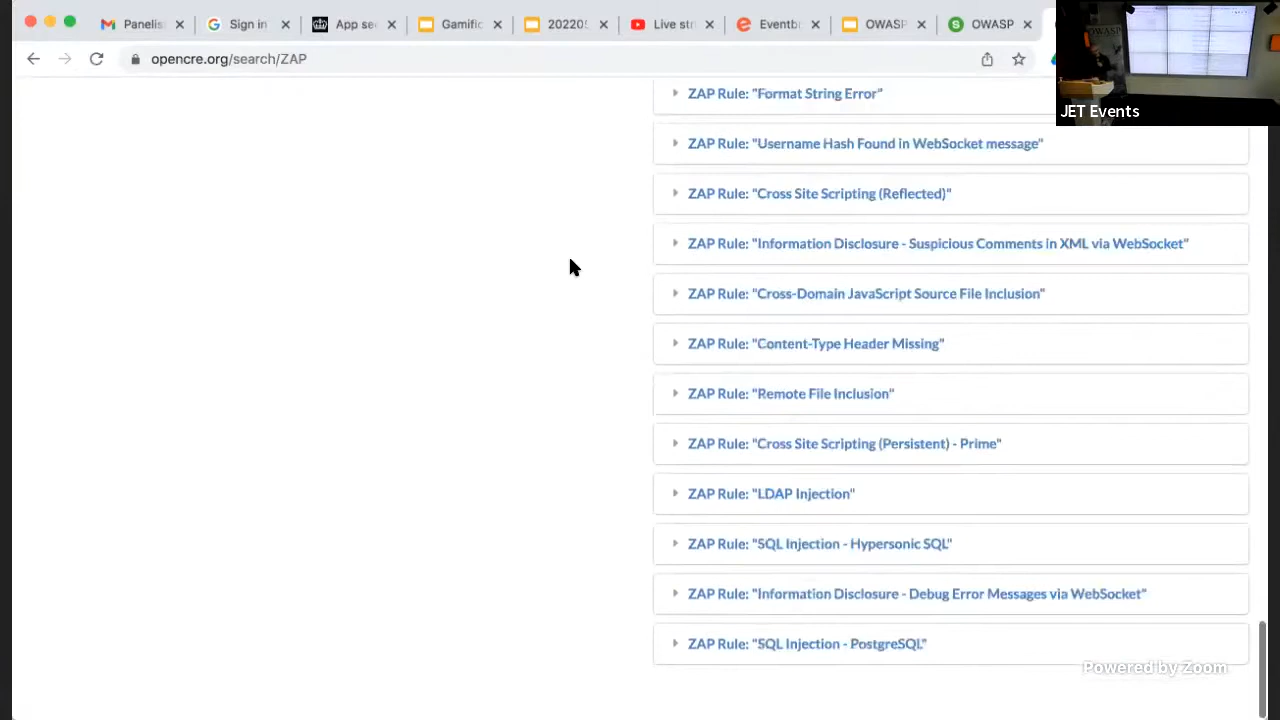 Panelis
Sign in
App se
Gamific
20220
Live str
Eventb
OWASP
OWASP
opencre.org/search/ZAP
OWASP
JET Events
ZAP Rule: "Format String Error"
ZAP Rule: "Username Hash Found in WebSocket message"
ZAP Rule: "Cross Site Scripting (Reflected)"
ZAP Rule: "Information Disclosure - Suspicious Comments in XML via WebSocket"
ZAP Rule: "Cross-Domain JavaScript Source File Inclusion"
ZAP Rule: "Content-Type Header Missing"
ZAP Rule: "Remote File Inclusion"
ZAP Rule: "Cross Site Scripting (Persistent) - Prime"
ZAP Rule: "LDAP Injection"
ZAP Rule: "SQL Injection - Hypersonic SQL"
ZAP Rule: "Information Disclosure - Debug Error Messages via WebSocket"
ZAP Rule: "SQL Injection - PostgreSQL"
Powered by Zoom